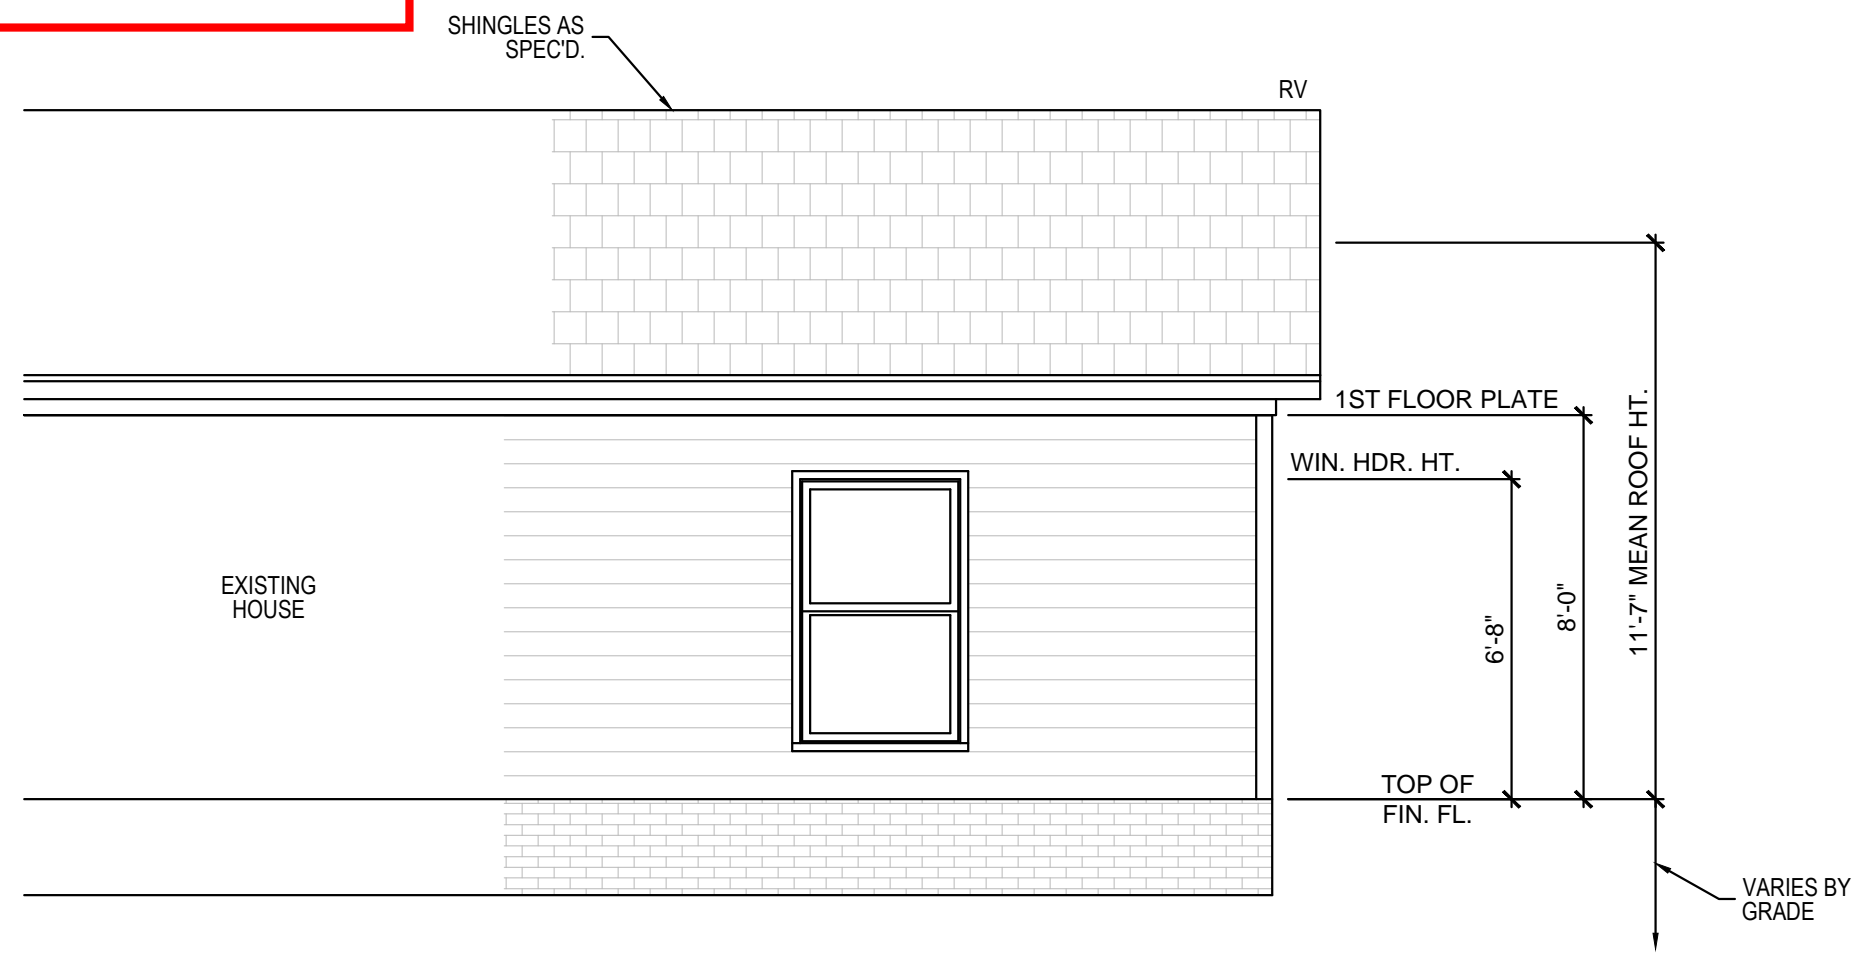 SHINGLES AS
SPEC'D.
RV
1ST FLOOR PLATE
WIN. HDR. HT.
11'-7" MEAN ROOF HT.
8'-0"
6'-8"
EXISTING
HOUSE
TOP OF
FIN. FL.
VARIES BY
GRADE